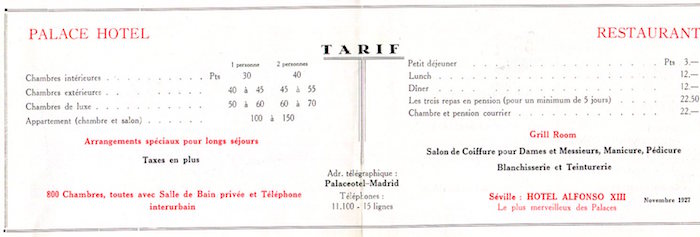 PALACE HOTEL
TARIF
RESTAURANT
1 personne 2 personnes
Chambres intérieures . . . . . . . Pts 30 40
Chambres extérieures . . . . . . . 40 à 45 45 à 55
Chambres de luxe . . . . . . . 50 à 60 60 à 70
Appartement (chambre et salon) . . . . . 100 à 150
Arrangements spéciaux pour longs séjours
Taxes en plus
800 Chambres, toutes avec Salle de Bain privée et Téléphone
interurbain
Adr. télégraphique :
Palaceotel-Madrid
Téléphones :
11.100 - 15 lignes
Petit déjeuner . . . . . . . Pts 3.—
Lunch . . . . . . . 12.—
Dîner . . . . . . . 12.—
Les trois repas en pension (pour un minimum de 5 jours) . . . . 22.50
Chambre et pension courrier . . . . . . . 22.—
Grill Room
Salon de Coiffure pour Dames et Messieurs, Manicure, Pédicure
Blanchisserie et Teinturerie
Séville : HOTEL ALFONSO XIII
Le plus merveilleux des Palaces
Novembre 1927